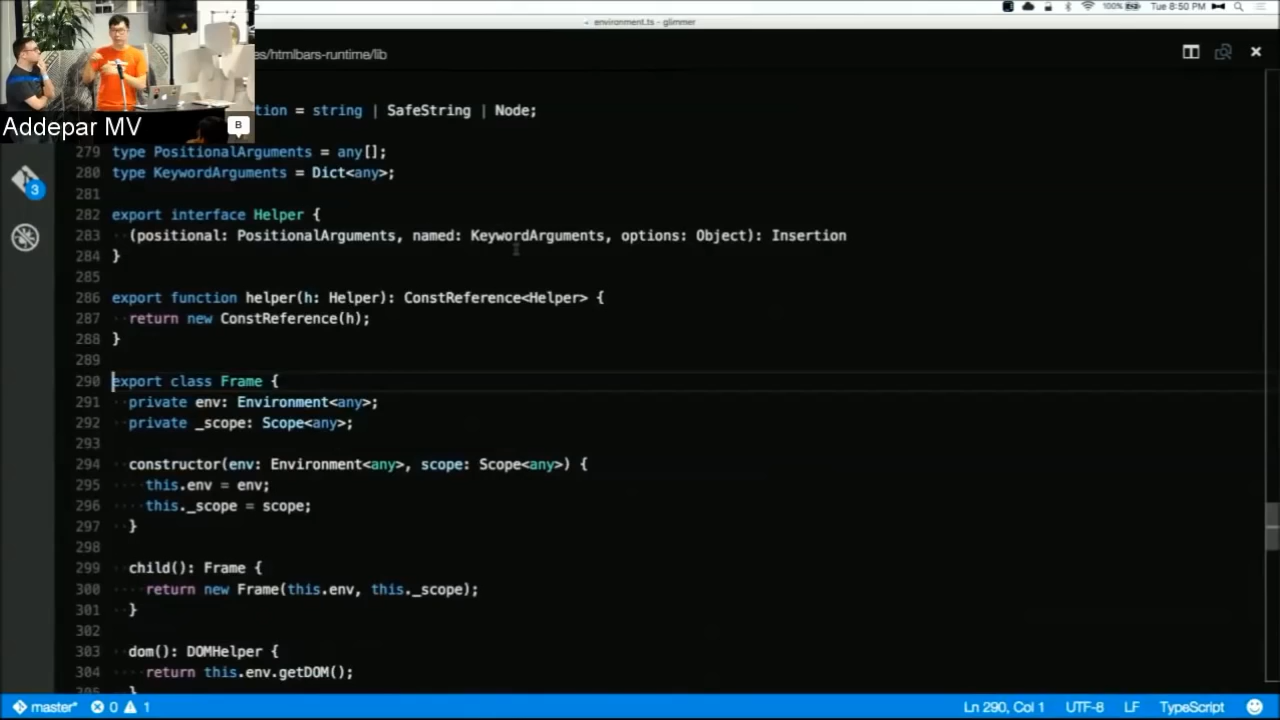 100%
Tue 8:50 PM
environment.ts - glimmer
es/htmlbars-runtime/lib
Addepar MV
B
tion = string | SafeString | Node;
279 type PositionalArguments = any[];
280 type KeywordArguments = Dict<any>;
281
282 export interface Helper {
283 (positional: PositionalArguments, named: KeywordArguments, options: Object): Insertion
284 }
285
286 export function helper(h: Helper): ConstReference<Helper> {
287 return new ConstReference(h);
288 }
289
290 export class Frame {
291 private env: Environment<any>;
292 private _scope: Scope<any>;
293
294 constructor(env: Environment<any>, scope: Scope<any>) {
295 this.env = env;
296 this._scope = scope;
297 }
298
299 child(): Frame {
300 return new Frame(this.env, this._scope);
301 }
302
303 dom(): DOMHelper {
304 return this.env.getDOM();
305 }
3
master* 0 1 Ln 290, Col 1 UTF-8 LF TypeScript